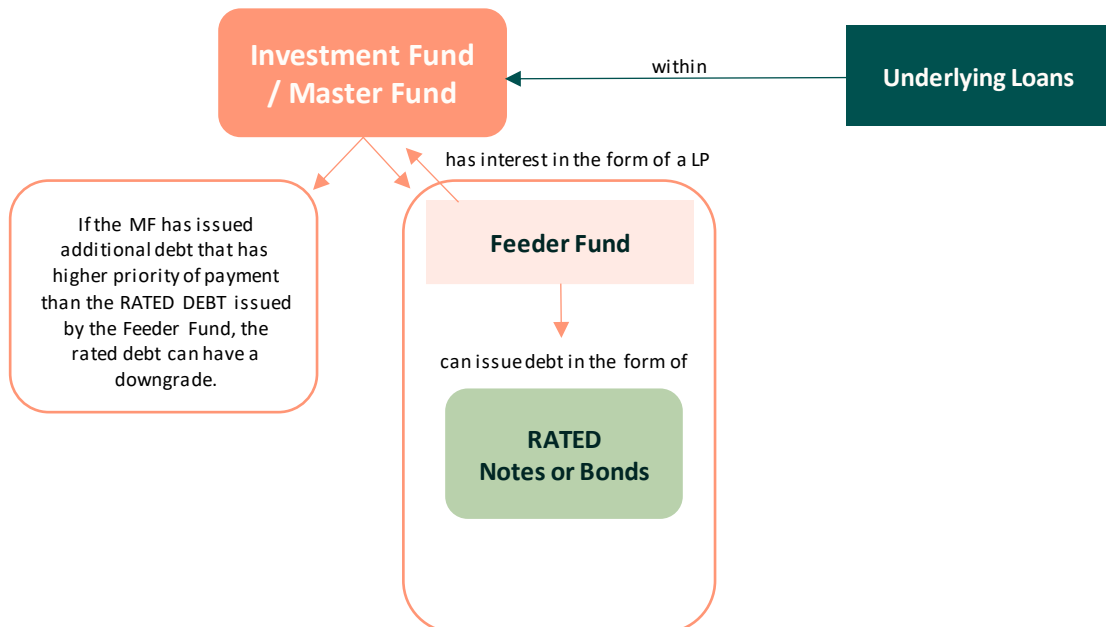 Investment Fund
/ Master Fund
within
Underlying Loans
has interest in the form of a LP
If the MF has issued
additional debt that has
higher priority of payment
than the RATED DEBT issued
by the Feeder Fund, the
rated debt can have a
downgrade.
Feeder Fund
can issue debt in the form of
RATED
Notes or Bonds